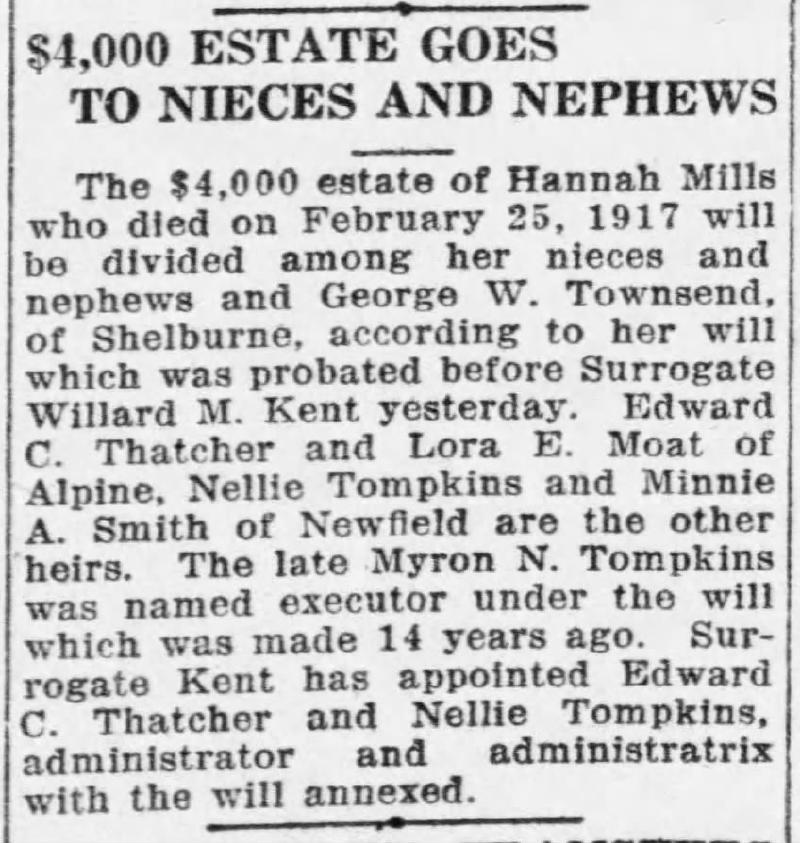 $4,000 ESTATE GOES
TO NIECES AND NEPHEWS
The $4,000 estate of Hannah Mills
who died on February 25, 1917 will
be divided among her nieces and
nephews and George W. Townsend,
of Shelburne, according to her will
which was probated before Surrogate
Willard M. Kent yesterday. Edward
C. Thatcher and Lora E. Moat of
Alpine, Nellie Tompkins and Minnie
A. Smith of Newfield are the other
heirs. The late Myron N. Tompkins
was named executor under the will
which was made 14 years ago. Sur-
rogate Kent has appointed Edward
C. Thatcher and Nellie Tompkins,
administrator and administratrix
with the will annexed.